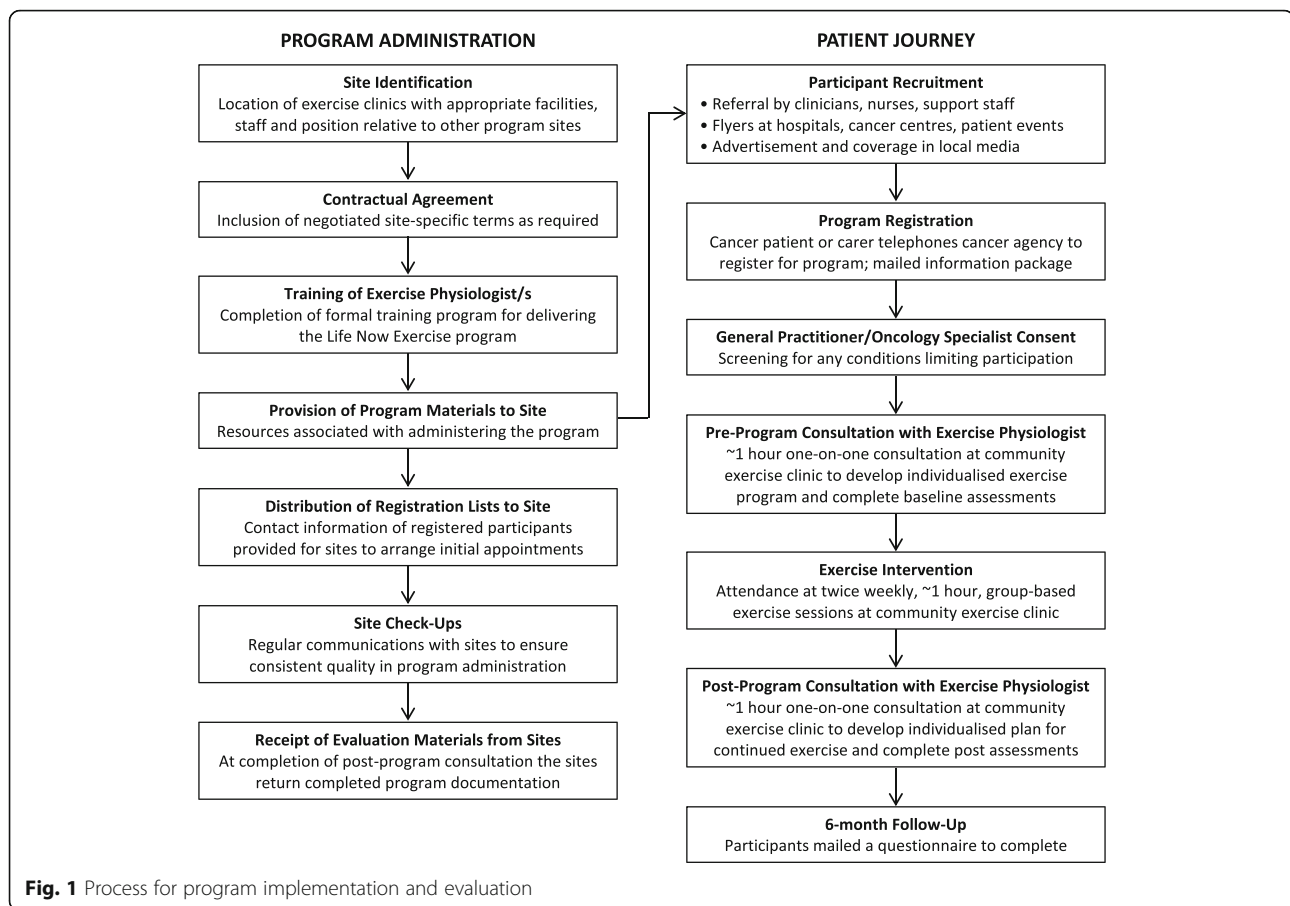 PROGRAM ADMINISTRATION
Site Identification
Location of exercise clinics with appropriate facilities,
staff and position relative to other program sites
Contractual Agreement
Inclusion of negotiated site-specific terms as required
Training of Exercise Physiologist/s
Completion of formal training program for delivering
the Life Now Exercise program
Provision of Program Materials to Site
Resources associated with administering the program
Distribution of Registration Lists to Site
Contact information of registered participants
provided for sites to arrange initial appointments
Site Check-Ups
Regular communications with sites to ensure
consistent quality in program administration
Receipt of Evaluation Materials from Sites
At completion of post-program consultation the sites
return completed program documentation
PATIENT JOURNEY
Participant Recruitment
• Referral by clinicians, nurses, support staff
• Flyers at hospitals, cancer centres, patient events
• Advertisement and coverage in local media
Program Registration
Cancer patient or carer telephones cancer agency to
register for program; mailed information package
General Practitioner/Oncology Specialist Consent
Screening for any conditions limiting participation
Pre-Program Consultation with Exercise Physiologist
~1 hour one-on-one consultation at community
exercise clinic to develop individualised exercise
program and complete baseline assessments
Exercise Intervention
Attendance at twice weekly, ~1 hour, group-based
exercise sessions at community exercise clinic
Post-Program Consultation with Exercise Physiologist
~1 hour one-on-one consultation at community
exercise clinic to develop individualised plan for
continued exercise and complete post assessments
6-month Follow-Up
Participants mailed a questionnaire to complete
Fig. 1 Process for program implementation and evaluation